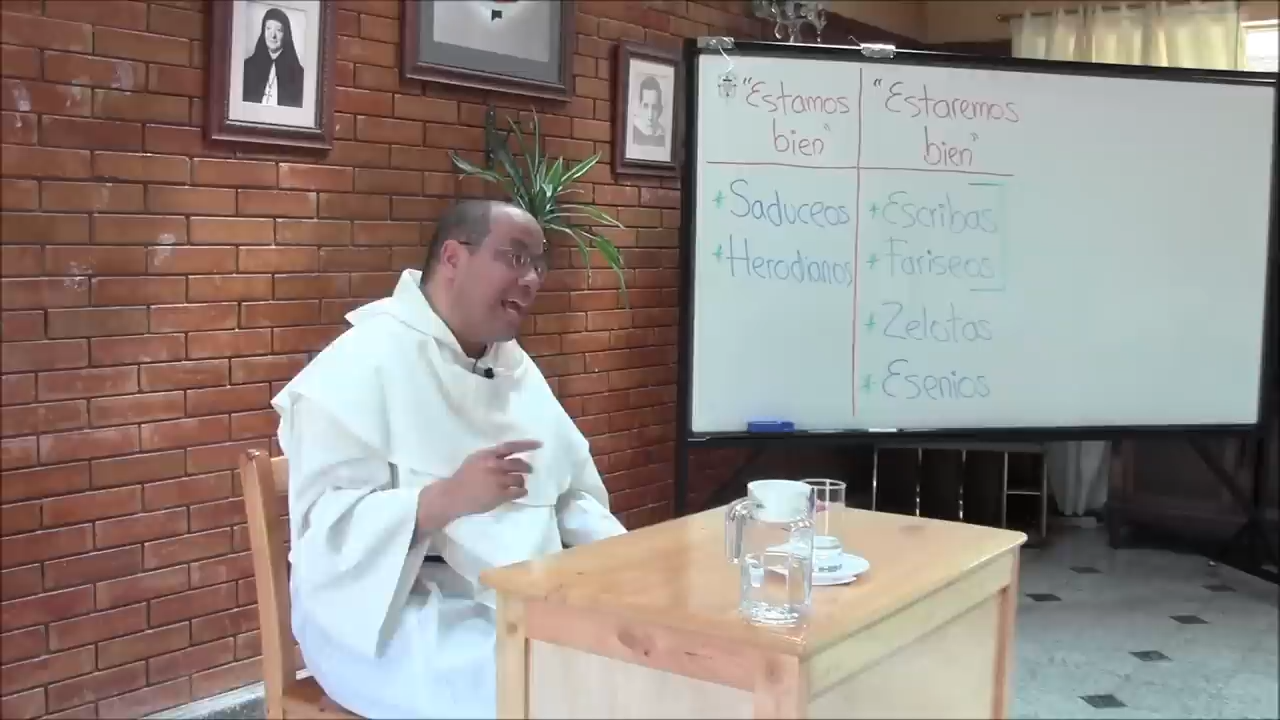 "Estamos
bien"
"Estaremos
bien"
+ Saduceos
+ Herodianos
+ Escribas
+ Fariseos
+ Zelotas
+ Esenios